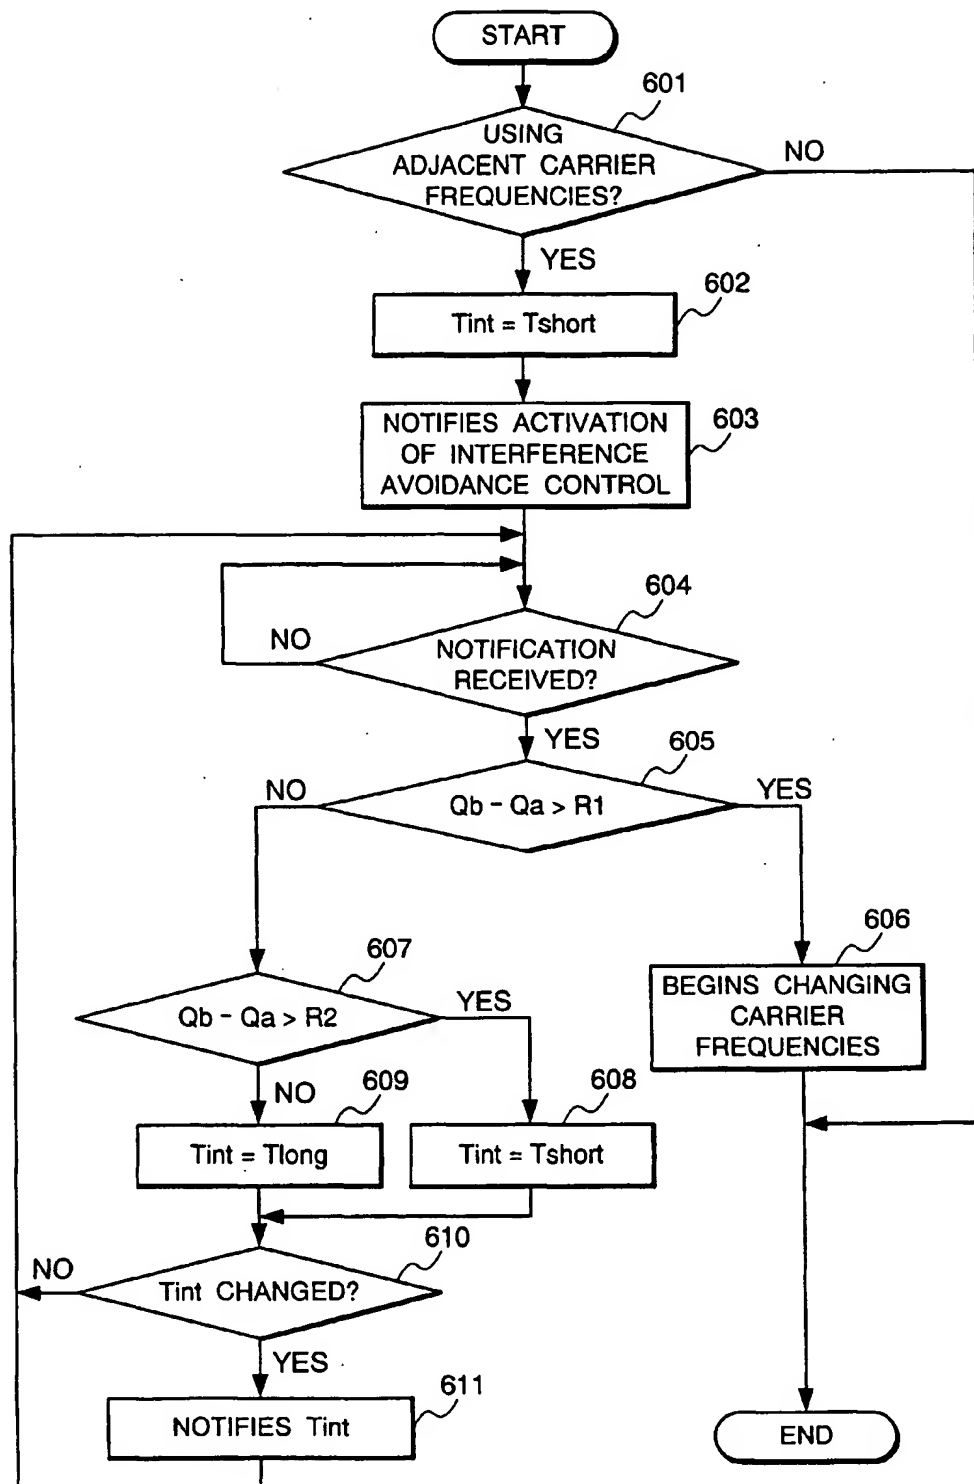 START
601
USING
ADJACENT CARRIER
FREQUENCIES?
NO
YES
602
Tint = Tshort
NOTIFIES ACTIVATION
OF INTERFERENCE
AVOIDANCE CONTROL
603
604
NOTIFICATION
RECEIVED?
NO
YES
605
Qb - Qa > R1
NO
YES
606
BEGINS CHANGING
CARRIER
FREQUENCIES
607
Qb - Qa > R2
YES
NO
609
Tint = Tlong
608
Tint = Tshort
610
Tint CHANGED?
NO
YES
611
NOTIFIES Tint
END